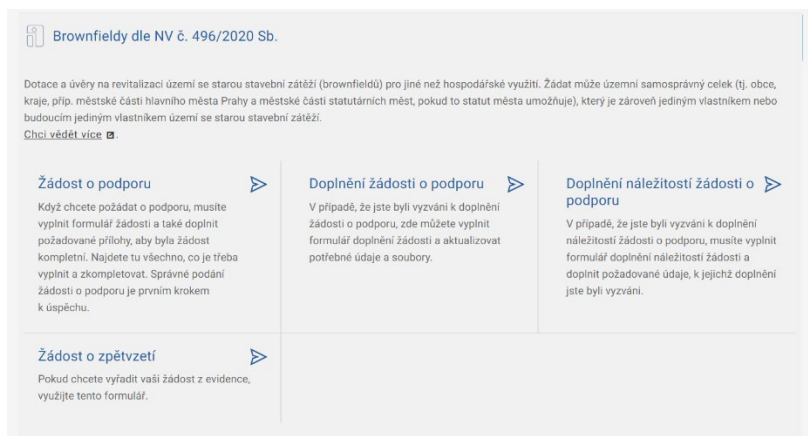 Brownfieldy dle NV č. 496/2020 Sb.
Dotace a úvěry na revitalizaci území se starou stavební zátěží (brownfieldů) pro jiné než hospodářské využití. Žádat může územní samosprávný celek (tj. obce,
kraje, příp. městské části hlavního města Prahy a městské části statutárních měst, pokud to statut města umožňuje), který je zároveň jediným vlastníkem nebo
budoucím jediným vlastníkem území se starou stavební zátěží.
Chci vědět více.
Žádost o podporu
Když chcete požádat o podporu, musíte
vyplnit formulář žádosti a také doplnit
požadované přílohy, aby byla žádost
kompletní. Najdete tu všechno, co je třeba
vyplnit a zkompletovat. Správné podání
žádosti o podporu je prvním krokem
k úspěchu.
Doplnění žádosti o podporu
V případě, že jste byli vyzváni k doplnění
žádosti o podporu, zde můžete vyplnit
formulář doplnění žádosti a aktualizovat
potřebné údaje a soubory.
Doplnění náležitostí žádosti o
podporu
V případě, že jste byli vyzváni k doplnění
náležitostí žádosti o podporu, musíte vyplnit
formulář doplnění náležitostí žádosti a
doplnit požadované údaje, k jejichž doplnění
jste byli vyzváni.
Žádost o zpětvzetí
Pokud chcete vyřadit vaši žádost z evidence,
využijte tento formulář.